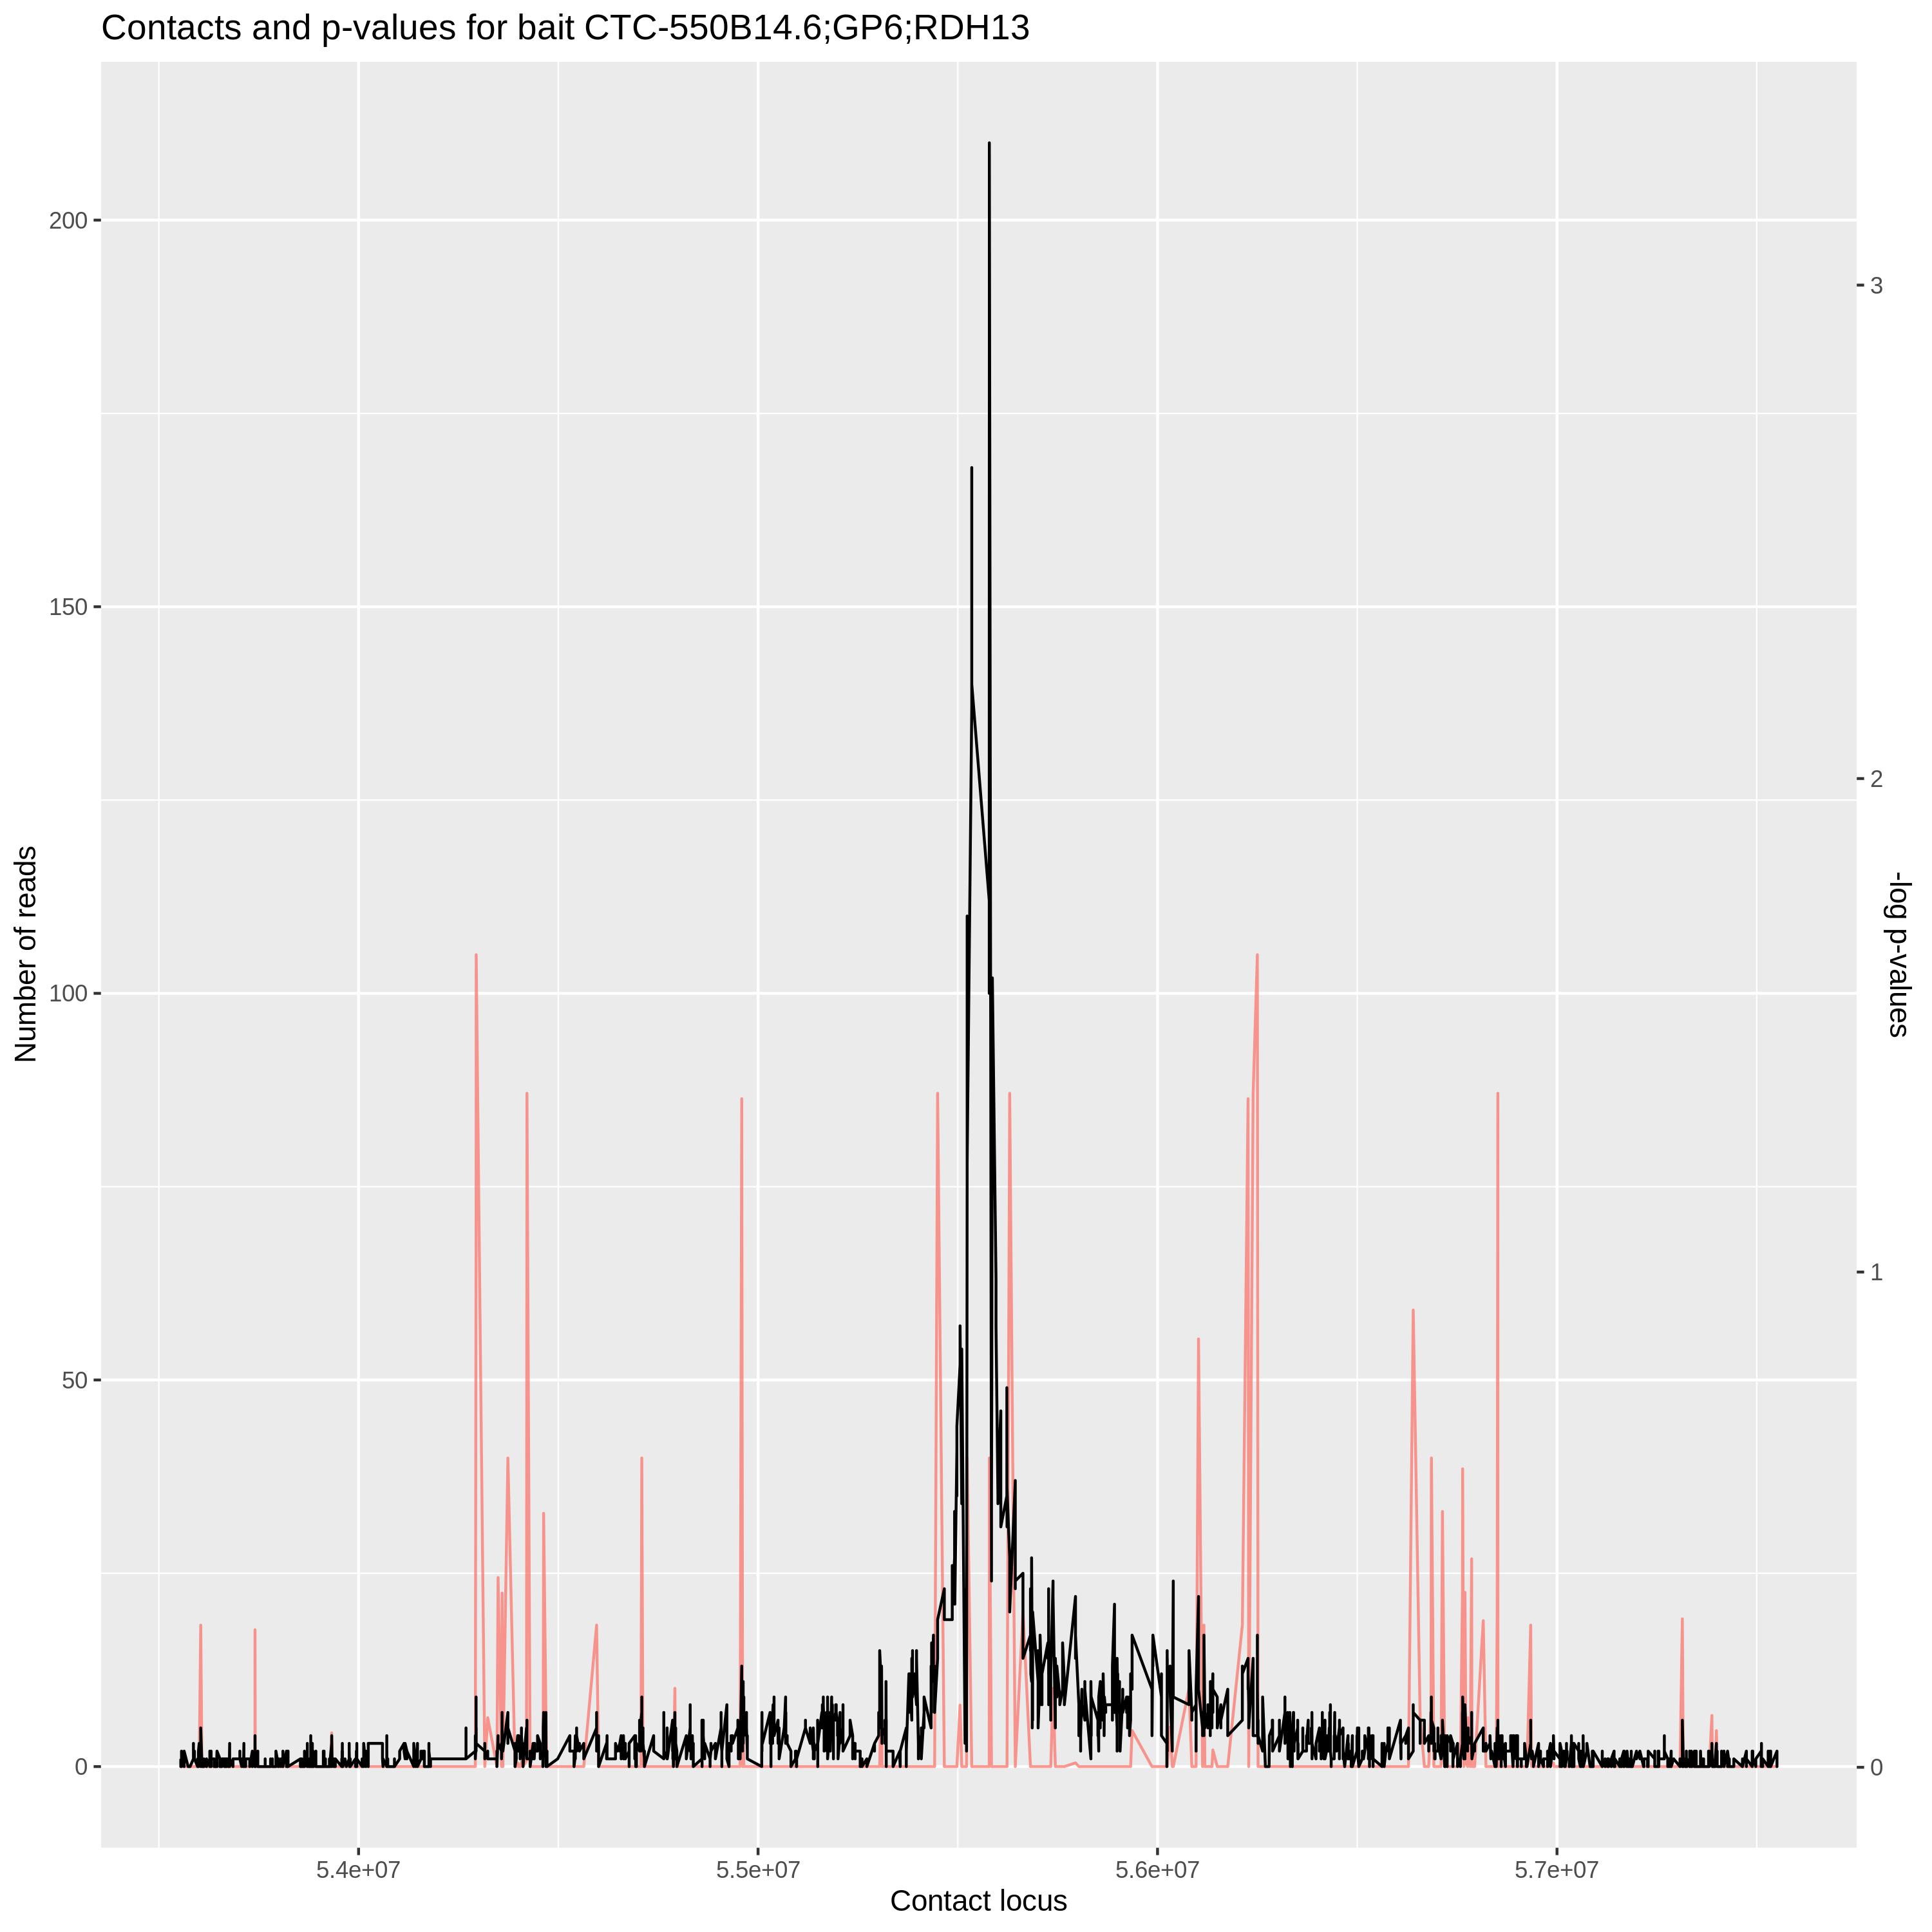 Contacts and p-values for bait CTC-550B14.6;GP6;RDH13
200
150
100
50
0
Number of reads
3
2
1
0
-log p-values
5.4e+07 5.5e+07 5.6e+07 5.7e+07
Contact locus